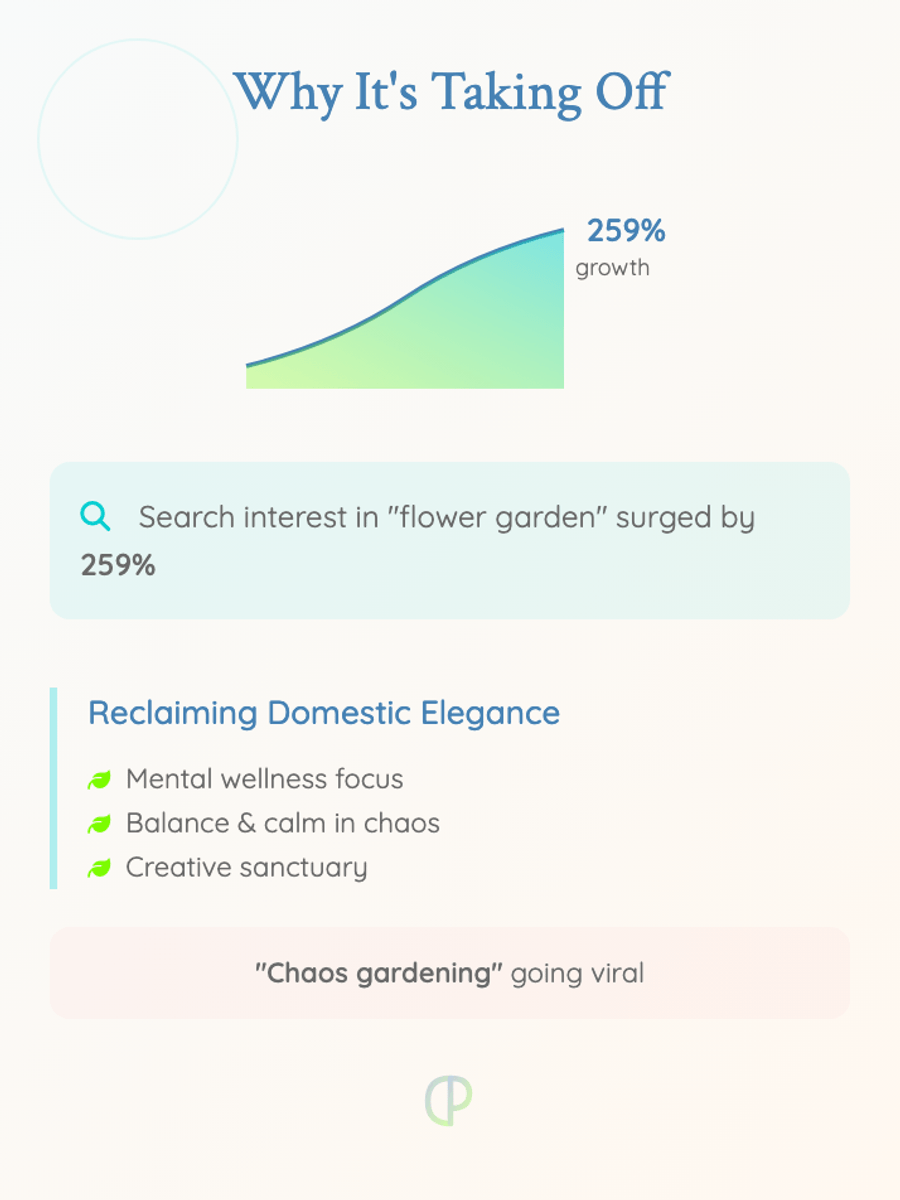 Why It's Taking Off
259%
growth
Search interest in "flower garden" surged by
259%
Reclaiming Domestic Elegance
Mental wellness focus
Balance & calm in chaos
Creative sanctuary
"Chaos gardening" going viral